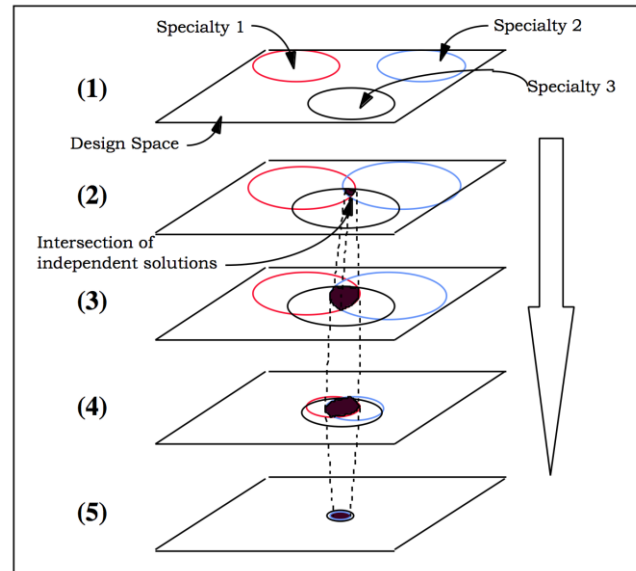 Specialty 1
Specialty 2
(1)
Specialty 3
Design Space
(2)
Intersection of
independent solutions
(3)
(4)
(5)